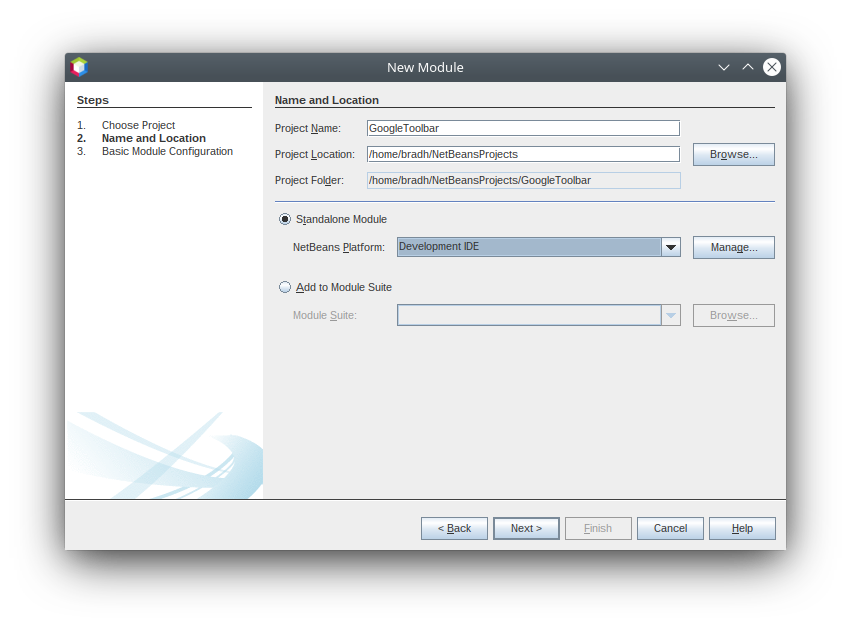 New Module
Steps
1. Choose Project
2. Name and Location
3. Basic Module Configuration
Name and Location
Project Name: GoogleToolbar
Project Location: /home/bradh/NetBeansProjects Browse...
Project Folder: /home/bradh/NetBeansProjects/GoogleToolbar
Standalone Module
NetBeans Platform: Development IDE Manage...
Add to Module Suite
Module Suite: Browse...
< Back Next > Finish Cancel Help